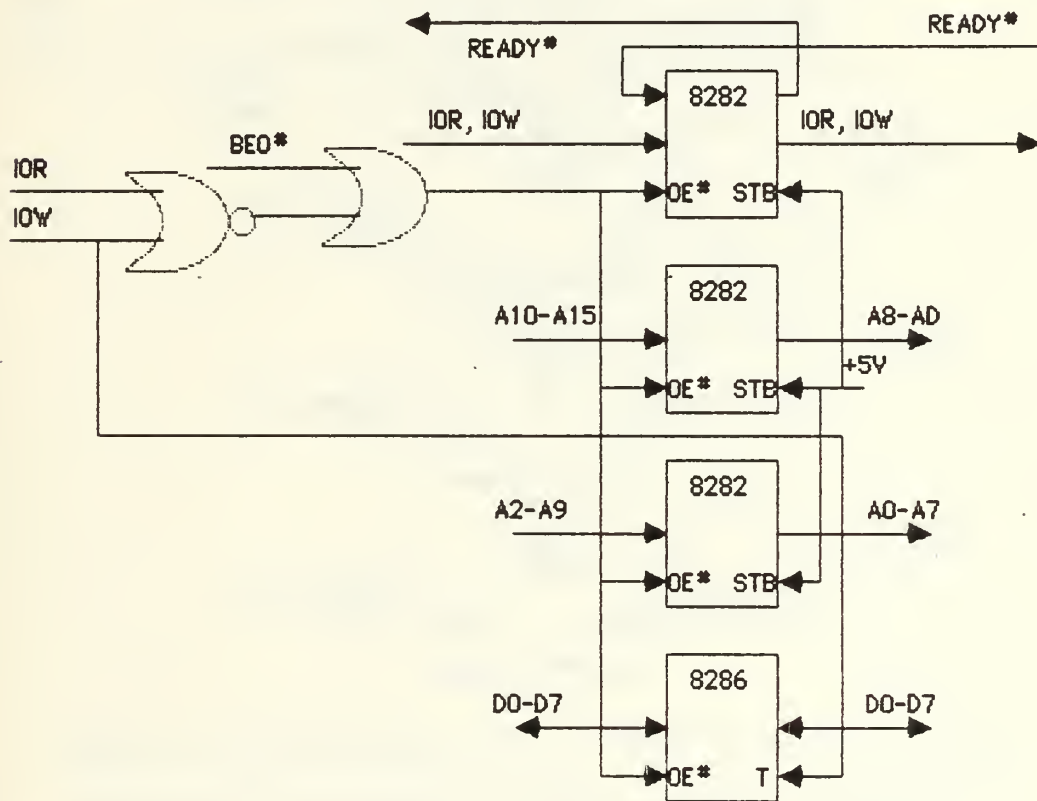 READY*
READY*
8282
IOR, IOW
IOR, IOW
BE0*
IOR
IOW
OE* STB
8282
A10-A15
A8-AD
+5V
OE* STB
8282
A2-A9
A0-A7
OE* STB
8286
D0-D7
D0-D7
OE* T